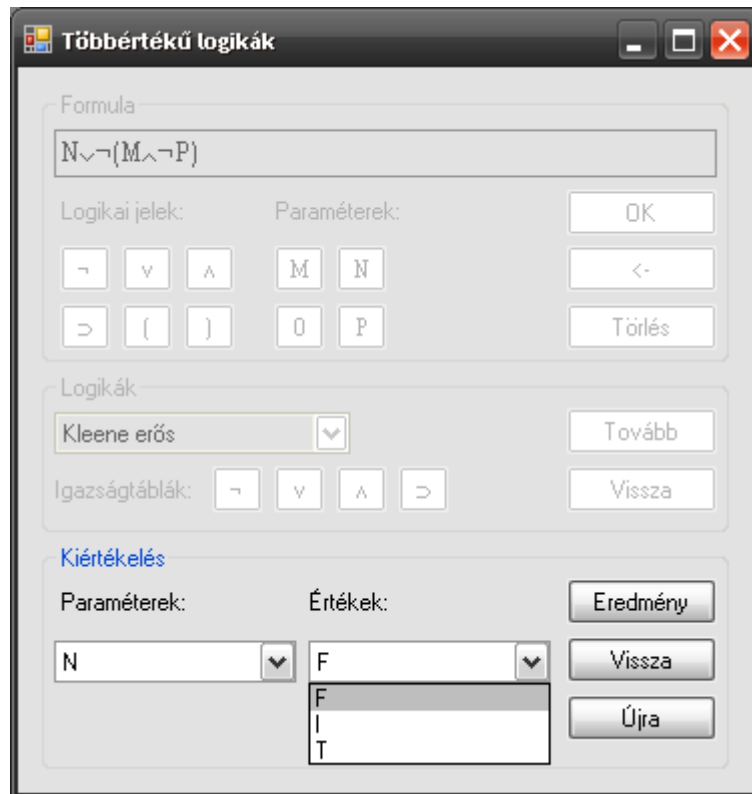 Többértékű logikák
Formula
N∨¬(M∧¬P)
Logikai jelek: Paraméterek: OK
¬ ∨ ∧ M N <-
⊃ ( ) O P Törlés
Logikák
Kleene erős Tovább
Igazságtáblák: ¬ ∨ ∧ ⊃ Vissza
Kiértékelés
Paraméterek: Értékek: Eredmény
N F Vissza
F
I Újra
T